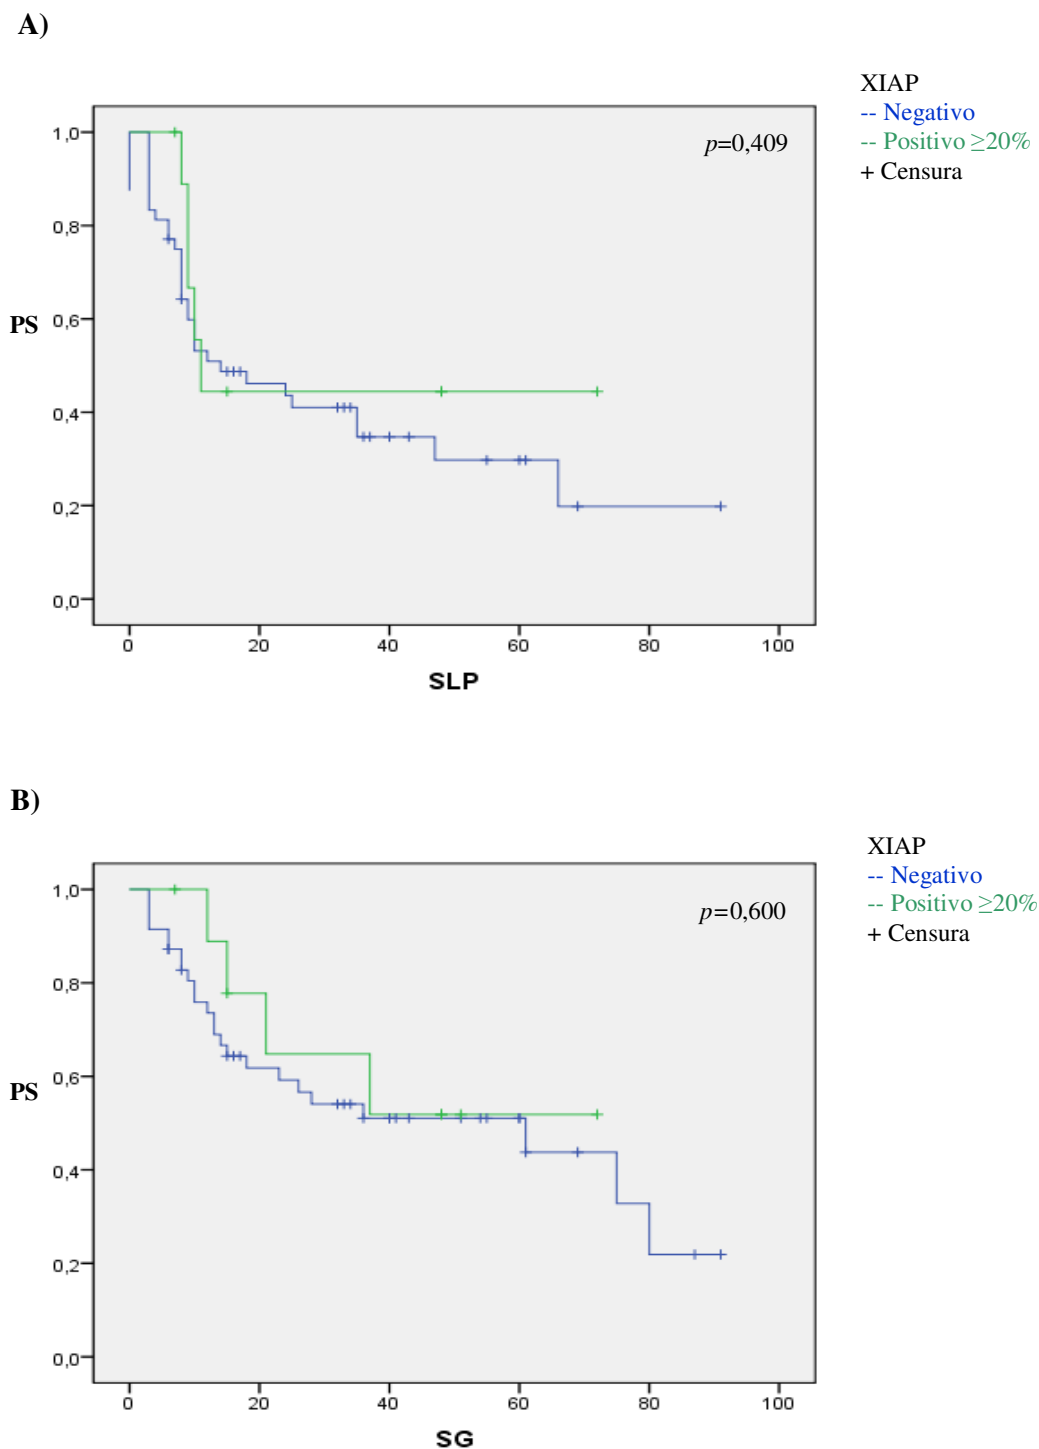 A)
XIAP
-- Negativo
-- Positivo ≥20%
+ Censura
p=0,409
1,0
0,8
0,6
0,4
0,2
0,0
PS
0 20 40 60 80 100
SLP
B)
XIAP
-- Negativo
-- Positivo ≥20%
+ Censura
p=0,600
1,0
0,8
0,6
0,4
0,2
0,0
PS
0 20 40 60 80 100
SG